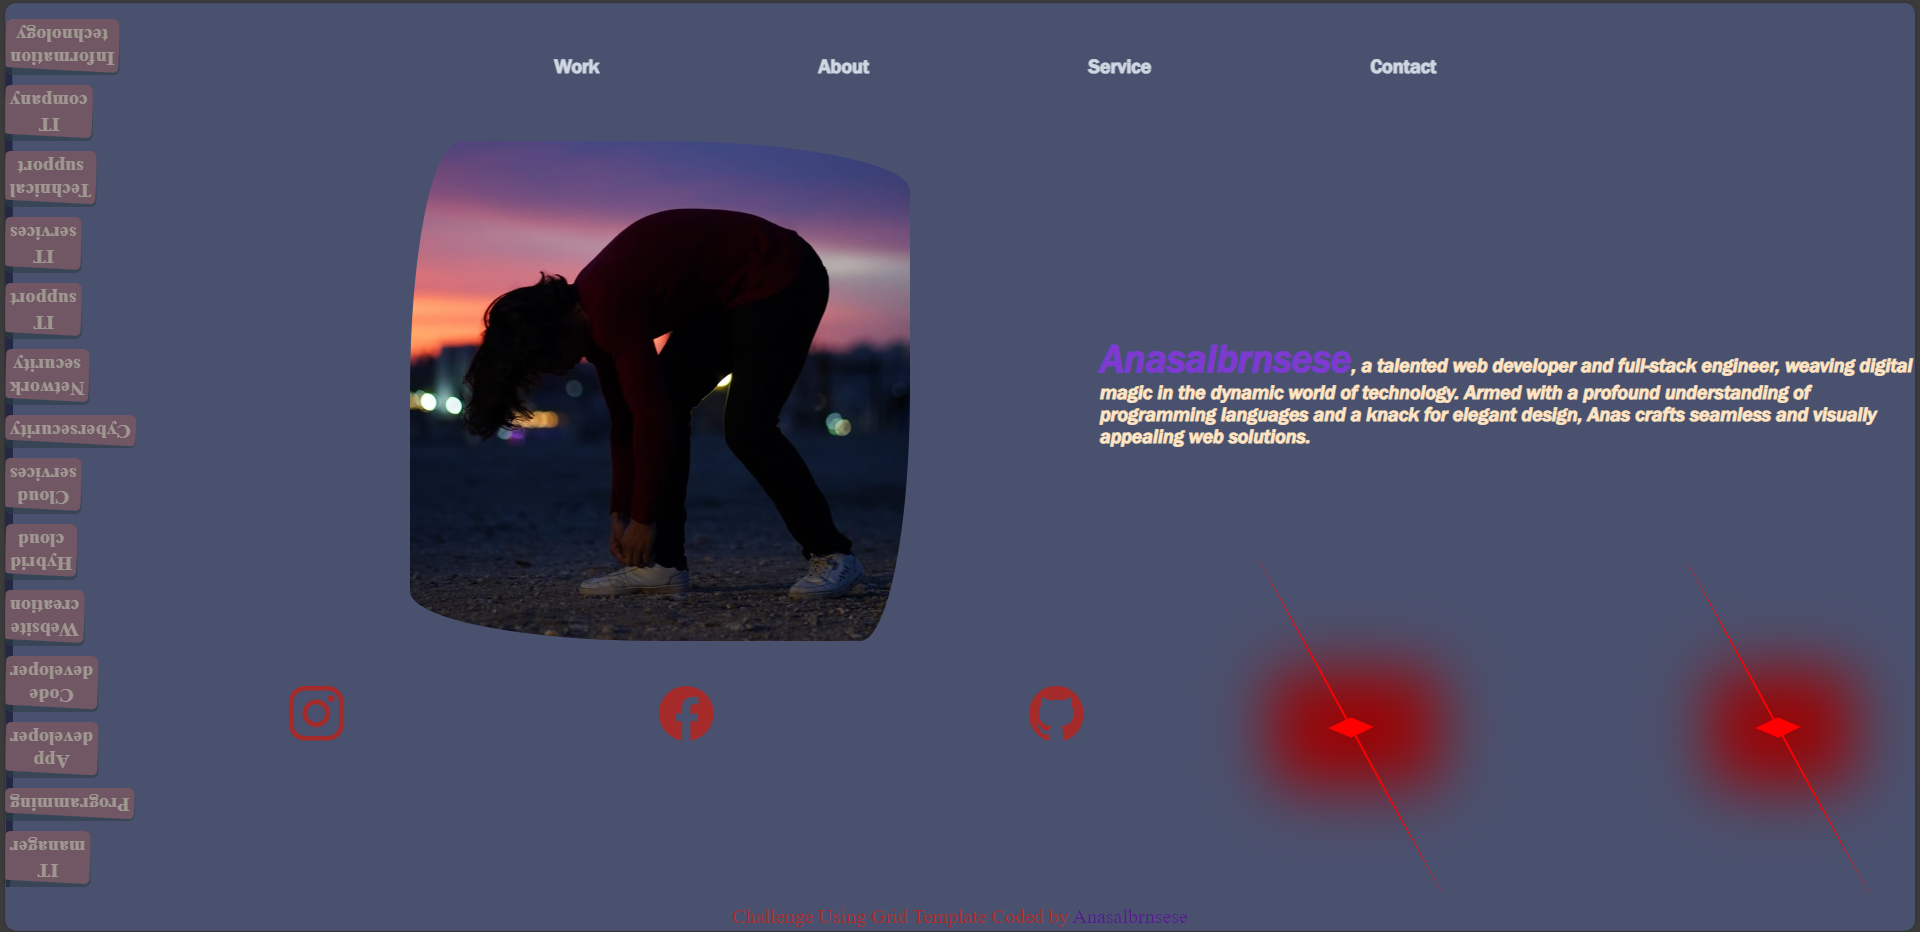 Work About Service Contact
Information
technology
IT
company
Technical
support
IT
services
IT
support
Network
security
Cybersecurity
Cloud
services
Hybrid
cloud
Website
creation
Code
developer
App
developer
Programming
IT
manager
Anasalbrnsese, a talented web developer and full-stack engineer, weaving digital
magic in the dynamic world of technology. Armed with a profound understanding of
programming languages and a knack for elegant design, Anas crafts seamless and visually
appealing web solutions.
Challenge Using Grid Template Coded by Anasalbrnsese